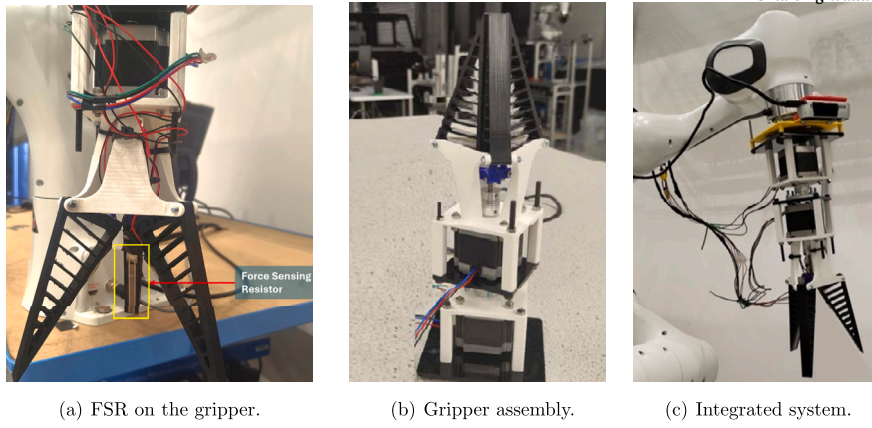 Force Sensing
Resistor
(a) FSR on the gripper.
(b) Gripper assembly.
(c) Integrated system.